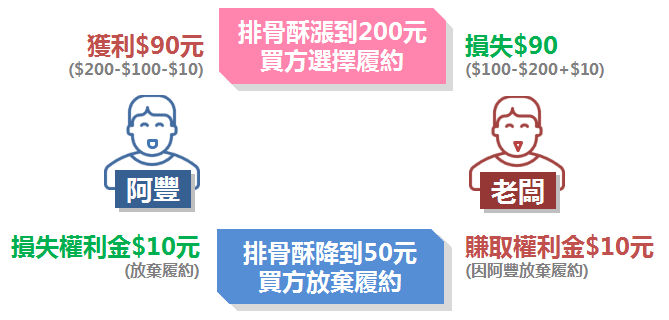 獲利$90元
($200-$100-$10)
排骨酥漲到200元
買方選擇履約
損失$90
($100-$200+$10)
阿豐
老闆
損失權利金$10元
(放棄履約)
排骨酥降到50元
買方放棄履約
賺取權利金$10元
(因阿豐放棄履約)